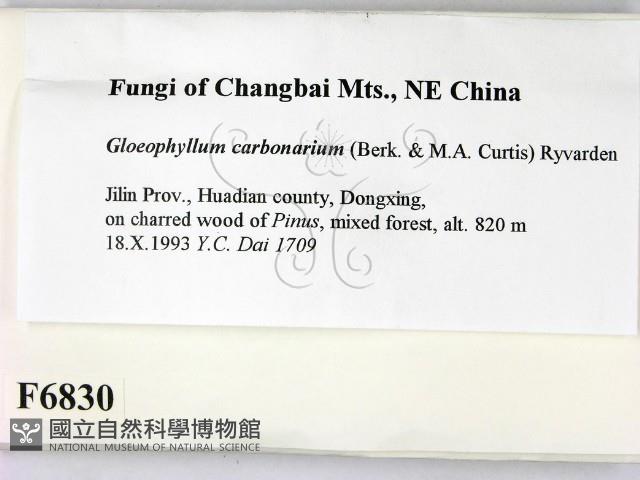 Fungi of Changbai Mts., NE China
Gloeophyllum carbonarium (Berk. & M.A. Curtis) Ryvarden
Jilin Prov., Huadian county, Dongxing,
on charred wood of Pinus, mixed forest, alt. 820 m
18.X.1993 Y.C. Dai 1709
F6830
國立自然科學博物館
NATIONAL MUSEUM OF NATURAL SCIENCE